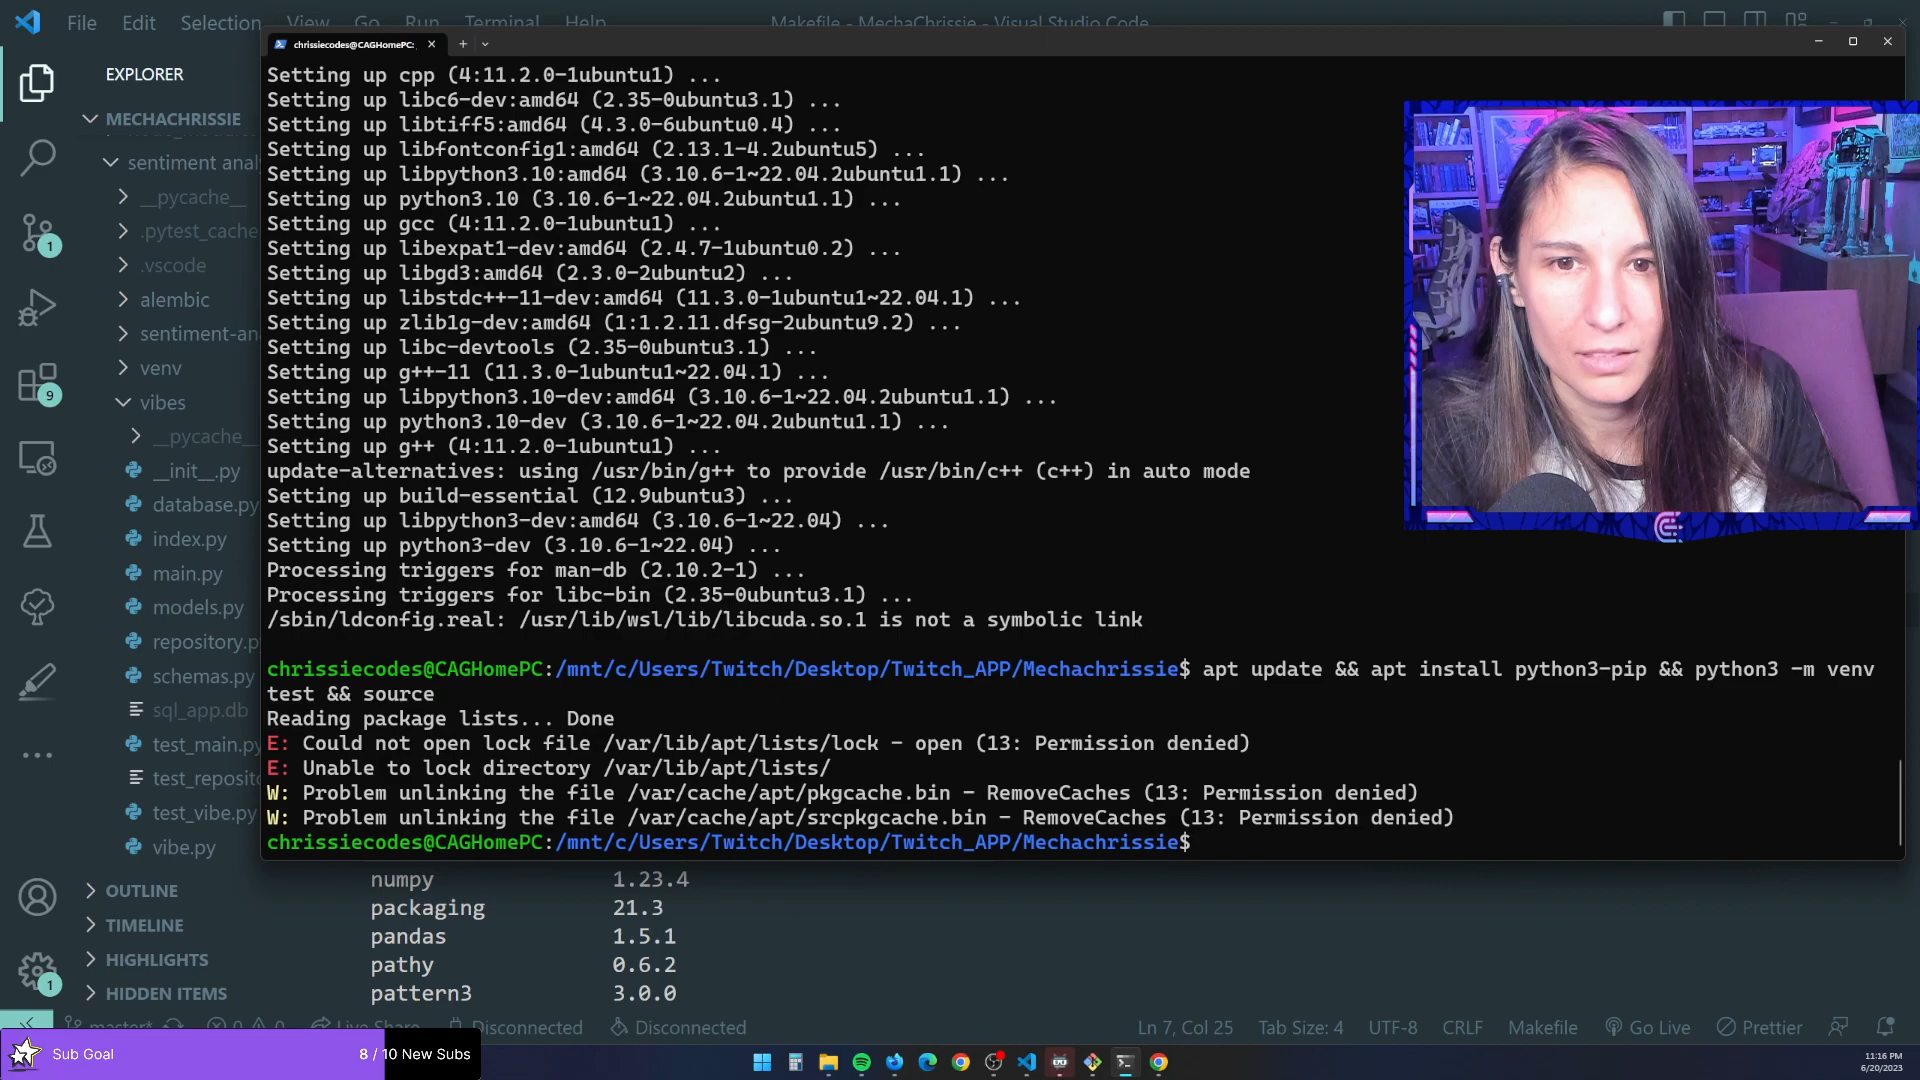 File Edit Selection View Go Run Terminal Help
Makefile - MechaChrissie - Visual Studio Code
chrissiecodes@CAGHomePC:
EXPLORER
MECHACHRISSIE
sentiment anal
__pycache__
.pytest_cache
.vscode
alembic
sentiment-an
venv
vibes
__pycache__
__init__.py
database.py
index.py
main.py
models.py
repository.p
schemas.py
sql_app.db
test_main.py
test_reposit
test_vibe.py
vibe.py
OUTLINE
TIMELINE
HIGHLIGHTS
HIDDEN ITEMS
1
9
1
Setting up cpp (4:11.2.0-1ubuntu1) ...
Setting up libc6-dev:amd64 (2.35-0ubuntu3.1) ...
Setting up libtiff5:amd64 (4.3.0-6ubuntu0.4) ...
Setting up libfontconfig1:amd64 (2.13.1-4.2ubuntu5) ...
Setting up libpython3.10:amd64 (3.10.6-1~22.04.2ubuntu1.1) ...
Setting up python3.10 (3.10.6-1~22.04.2ubuntu1.1) ...
Setting up gcc (4:11.2.0-1ubuntu1) ...
Setting up libexpat1-dev:amd64 (2.4.7-1ubuntu0.2) ...
Setting up libgd3:amd64 (2.3.0-2ubuntu2) ...
Setting up libstdc++-11-dev:amd64 (11.3.0-1ubuntu1~22.04.1) ...
Setting up zlib1g-dev:amd64 (1:1.2.11.dfsg-2ubuntu9.2) ...
Setting up libc-devtools (2.35-0ubuntu3.1) ...
Setting up g++-11 (11.3.0-1ubuntu1~22.04.1) ...
Setting up libpython3.10-dev:amd64 (3.10.6-1~22.04.2ubuntu1.1) ...
Setting up python3.10-dev (3.10.6-1~22.04.2ubuntu1.1) ...
Setting up g++ (4:11.2.0-1ubuntu1) ...
update-alternatives: using /usr/bin/g++ to provide /usr/bin/c++ (c++) in auto mode
Setting up build-essential (12.9ubuntu3) ...
Setting up libpython3-dev:amd64 (3.10.6-1~22.04) ...
Setting up python3-dev (3.10.6-1~22.04) ...
Processing triggers for man-db (2.10.2-1) ...
Processing triggers for libc-bin (2.35-0ubuntu3.1) ...
/sbin/ldconfig.real: /usr/lib/wsl/lib/libcuda.so.1 is not a symbolic link
chrissiecodes@CAGHomePC:/mnt/c/Users/Twitch/Desktop/Twitch_APP/Mechachrissie$ apt update && apt install python3-pip && python3 -m venv
test && source
Reading package lists... Done
E: Could not open lock file /var/lib/apt/lists/lock - open (13: Permission denied)
E: Unable to lock directory /var/lib/apt/lists/
W: Problem unlinking the file /var/cache/apt/pkgcache.bin - RemoveCaches (13: Permission denied)
W: Problem unlinking the file /var/cache/apt/srcpkgcache.bin - RemoveCaches (13: Permission denied)
chrissiecodes@CAGHomePC:/mnt/c/Users/Twitch/Desktop/Twitch_APP/Mechachrissie$
numpy 1.23.4
packaging 21.3
pandas 1.5.1
pathy 0.6.2
pattern3 3.0.0
master* 0 0 Live Share Disconnected Disconnected
Ln 7, Col 25 Tab Size: 4 UTF-8 CRLF Makefile Go Live Prettier
Sub Goal 8 / 10 New Subs
11:16 PM
6/20/2023